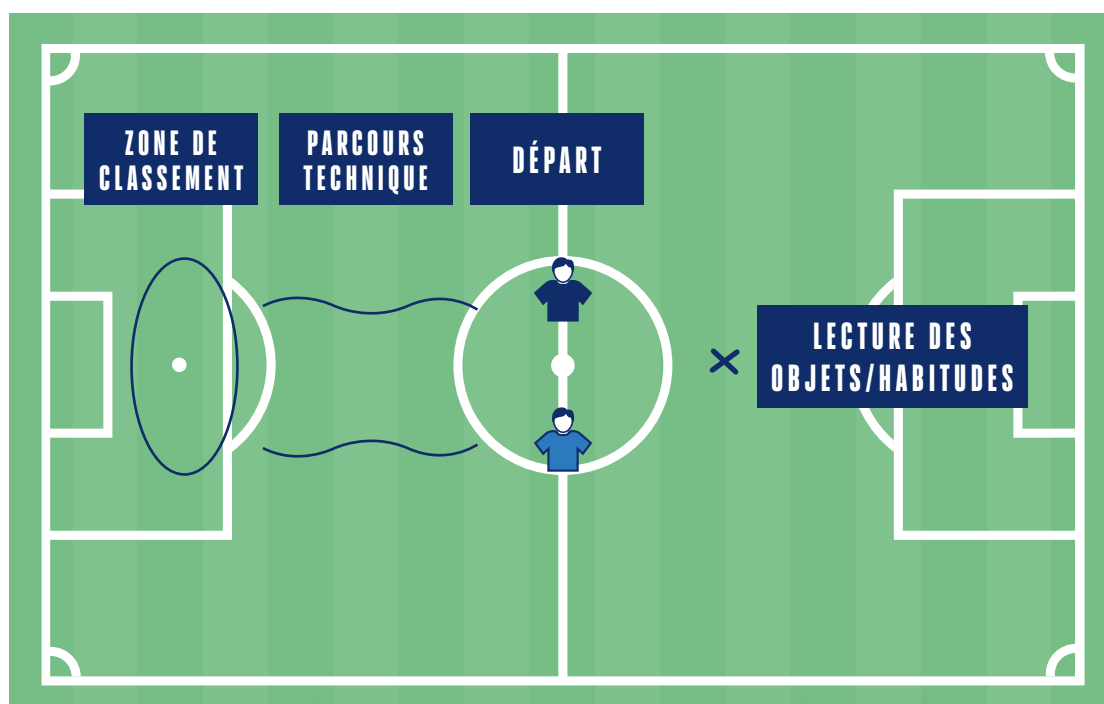 ZONE DE
CLASSEMENT
PARCOURS
TECHNIQUE
DÉPART
LECTURE DES
OBJETS/HABITUDES